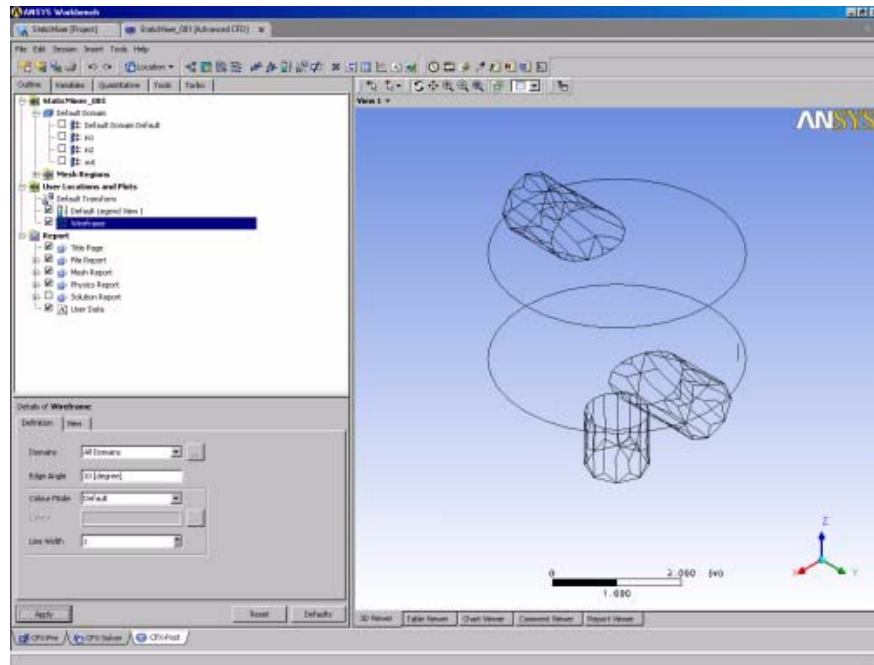 ANSYS Workbench
StaticMixer [Project]
StaticMixer_001 [Advanced CFD]
File Edit Session Insert Tools Help
Location
Outline Variables Quantitative Tools Turbo
StaticMixer_001
Default Domain
Default Domain Default
in1
in2
out
Mesh Regions
User Locations and Plots
Default Transform
Default Legend View 1
Wireframe
Report
Title Page
File Report
Mesh Report
Physics Report
Solution Report
User Data
View 1
ANSYS
Details of Wireframe
Definition View
Domains All Domains
Edge Angle [degree]
Colour Mode Default
Line Width
Apply Reset Defaults
0 2.000 (m)
1.000
Z
X Y
3D Viewer Table Viewer Chart Viewer Comment Viewer Report Viewer
CFX-Pre CFX-Solver CFX-Post